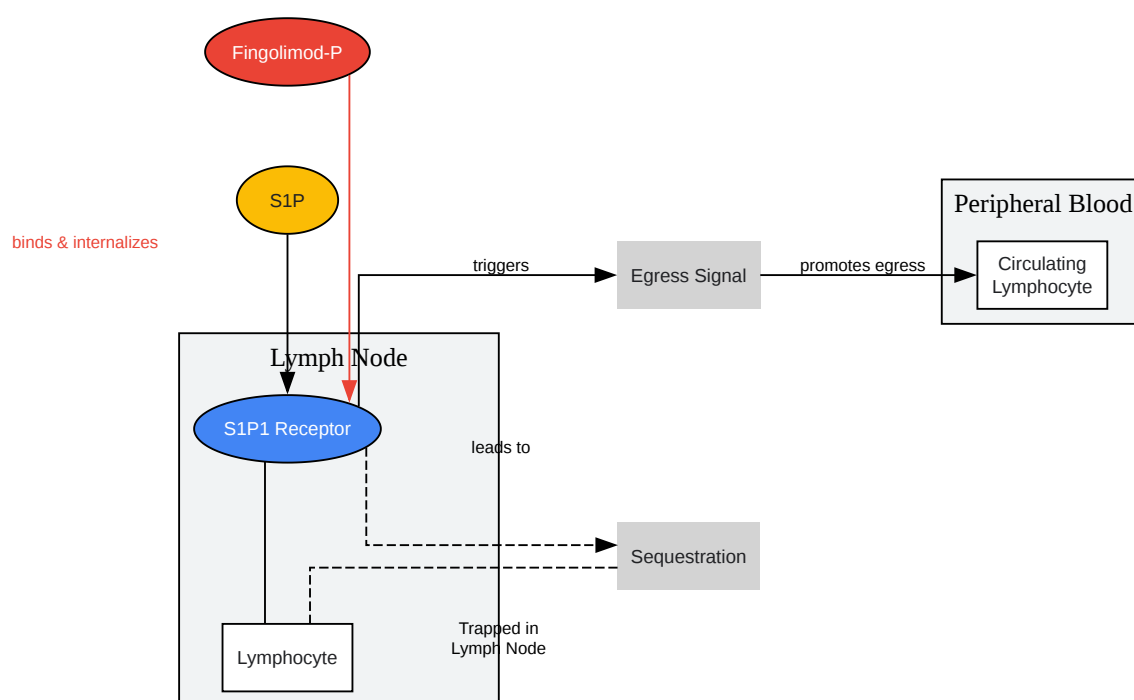 Fingolimod-P
S1P
Peripheral Blood
binds & internalizes
triggers
Egress Signal
promotes egress
Circulating
Lymphocyte
Lymph Node
S1P1 Receptor
leads to
Sequestration
Trapped in
Lymph Node
Lymphocyte